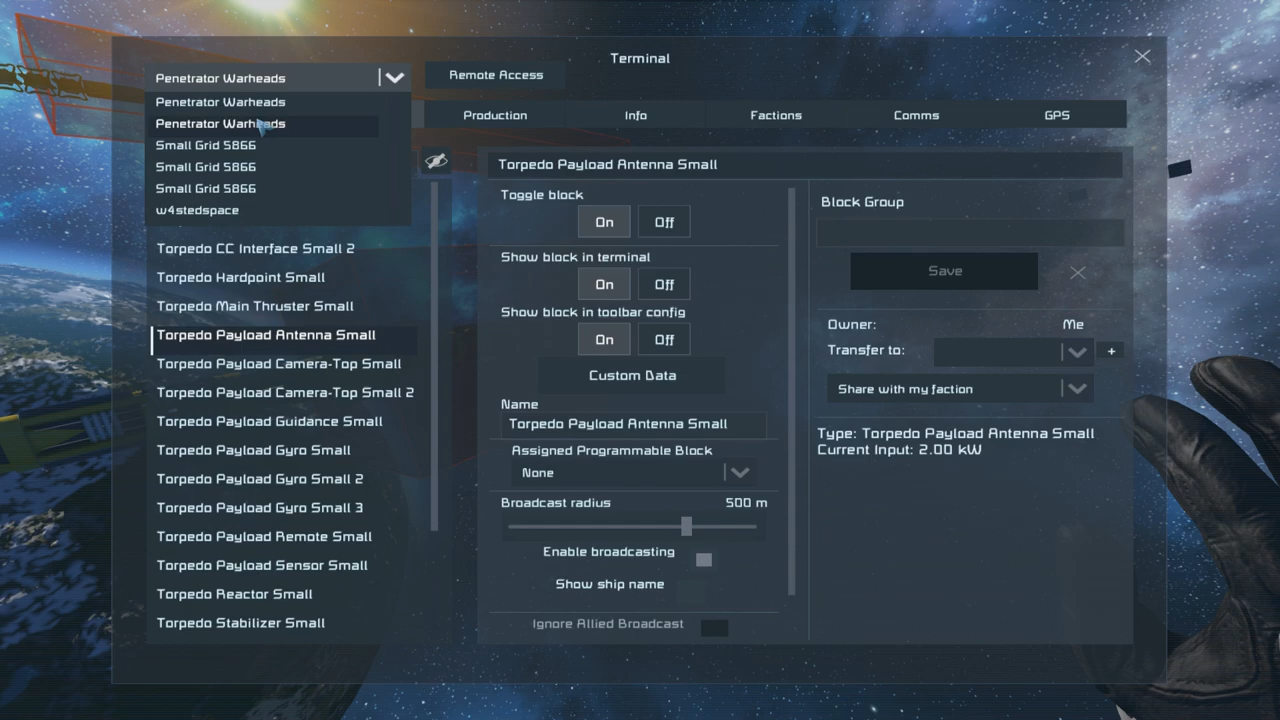 Terminal
Penetrator Warheads
Remote Access
Penetrator Warheads
Penetrator Warheads
Small Grid 5866
Small Grid 5866
Small Grid 5866
w4stedspace
Production
Info
Factions
Comms
GPS
Torpedo CC Interface Small 2
Torpedo Hardpoint Small
Torpedo Main Thruster Small
Torpedo Payload Antenna Small
Torpedo Payload Camera-Top Small
Torpedo Payload Camera-Top Small 2
Torpedo Payload Guidance Small
Torpedo Payload Gyro Small
Torpedo Payload Gyro Small 2
Torpedo Payload Gyro Small 3
Torpedo Payload Remote Small
Torpedo Payload Sensor Small
Torpedo Reactor Small
Torpedo Stabilizer Small
Torpedo Payload Antenna Small
Toggle block
On Off
Show block in terminal
On Off
Show block in toolbar config
On Off
Custom Data
Name
Torpedo Payload Antenna Small
Assigned Programmable Block
None
Broadcast radius 500 m
Enable broadcasting
Show ship name
Ignore Allied Broadcast
Block Group
Save
Owner: Me
Transfer to: +
Share with my faction
Type: Torpedo Payload Antenna Small
Current Input: 2.00 kW